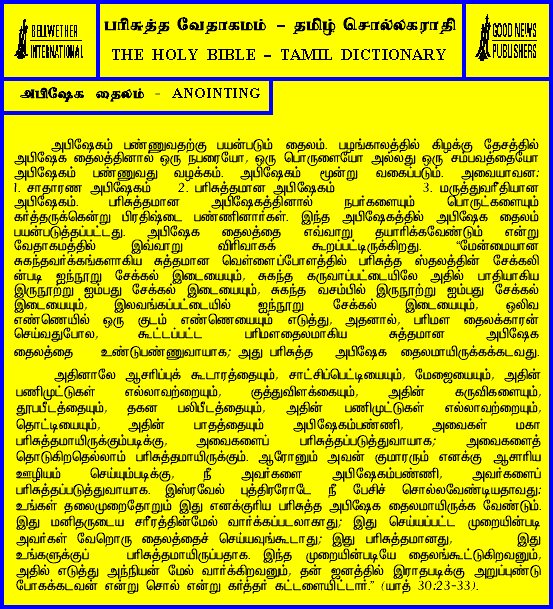 BELLWETHER
INTERNATIONAL
பரிசுத்த வேதாகமம் – தமிழ் சொல்லகராதி
THE HOLY BIBLE – TAMIL DICTIONARY
GOOD NEWS
PUBLISHERS
அபிஷேக தைலம் - ANOINTING
அபிஷேகம் பண்ணுவதற்கு பயன்படும் தைலம். பழங்காலத்தில் கிழக்கு தேசத்தில்
அபிஷேக தைலத்தினால் ஒரு நபரையோ, ஒரு பொருளையோ அல்லது ஒரு சம்பவத்தையோ
அபிஷேகம் பண்ணுவது வழக்கம். அபிஷேகம் மூன்று வகைப்படும். அவையாவன:
1. சாதாரண அபிஷேகம் 2. பரிசுத்தமான அபிஷேகம் 3. மருத்துவரீதியான
அபிஷேகம். பரிசுத்தமான அபிஷேகத்தினால் நபர்களையும் பொருட்களையும்
கர்த்தருக்கென்று பிரதிஷ்டை பண்ணினார்கள். இந்த அபிஷேகத்தில் அபிஷேக தைலம்
பயன்படுத்தப்பட்டது. அபிஷேக தைலத்தை எவ்வாறு தயாரிக்கவேண்டும் என்று
வேதாகமத்தில் இவ்வாறு விரிவாகக் கூறப்பட்டிருக்கிறது. “மேன்மையான
சுகந்தவர்க்கங்களாகிய சுத்தமான வெள்ளைப்போளத்தில் பரிசுத்த ஸ்தலத்தின் சேக்கலி
ன்படி ஐந்நூறு சேக்கல் இடையையும், சுகந்த கருவாப்பட்டையிலே அதில் பாதியாகிய
இருநூற்று ஐம்பது சேக்கல் இடையையும், சுகந்த வசம்பில் இருநூற்று ஐம்பது சேக்கல்
இடையையும், இலவங்கப்பட்டையில் ஐந்நூறு சேக்கல் இடையையும், ஒலிவ
எண்ணெயில் ஒரு குடம் எண்ணெயையும் எடுத்து, அதனால், பரிமள தைலக்காரன்
செய்வதுபோல, கூட்டப்பட்ட பரிமளதைலமாகிய சுத்தமான அபிஷேக
தைலத்தை உண்டுபண்ணுவாயாக; அது பரிசுத்த அபிஷேக தைலமாயிருக்கக்கடவது.
அதினாலே ஆசரிப்புக் கூடாரத்தையும், சாட்சிப்பெட்டியையும், மேஜையையும், அதின்
பணிமுட்டுகள் எல்லாவற்றையும், குத்துவிளக்கையும், அதின் கருவிகளையும்,
தூபபீடத்தையும், தகன பலிபீடத்தையும், அதின் பணிமுட்டுகள் எல்லாவற்றையும்,
தொட்டியையும், அதின் பாதத்தையும் அபிஷேகம்பண்ணி, அவைகள் மகா
பரிசுத்தமாயிருக்கும்படிக்கு, அவைகளைப் பரிசுத்தப்படுத்துவாயாக; அவைகளைத்
தொடுகிறதெல்லாம் பரிசுத்தமாயிருக்கும். ஆரோனும் அவன் குமாரரும் எனக்கு ஆசாரிய
ஊழியம் செய்யும்படிக்கு, நீ அவர்களை அபிஷேகம்பண்ணி, அவர்களைப்
பரிசுத்தப்படுத்துவாயாக. இஸ்ரவேல் புத்திரரோடே நீ பேசிச் சொல்லவேண்டியதாவது:
உங்கள் தலைமுறைதோறும் இது எனக்குரிய பரிசுத்த அபிஷேக தைலமாயிருக்க வேண்டும்.
இது மனிதருடைய சரீரத்தின்மேல் வார்க்கப்படலாகாது; இது செய்யப்பட்ட முறையின்படி
அவர்கள் வேறொரு தைலத்தைச் செய்யவுங்கூடாது; இது பரிசுத்தமானது, இது
உங்களுக்குப் பரிசுத்தமாயிருப்பதாக. இந்த முறையின்படியே தைலங்கூட்டுகிறவனும்,
அதில் எடுத்து அந்நியன் மேல் வார்க்கிறவனும், தன் ஜனத்தில் இராதபடிக்கு அறுப்புண்டு
போகக்கடவன் என்று சொல் என்று கர்த்தர் கட்டளையிட்டார்.” (யாத் 30:23-33).